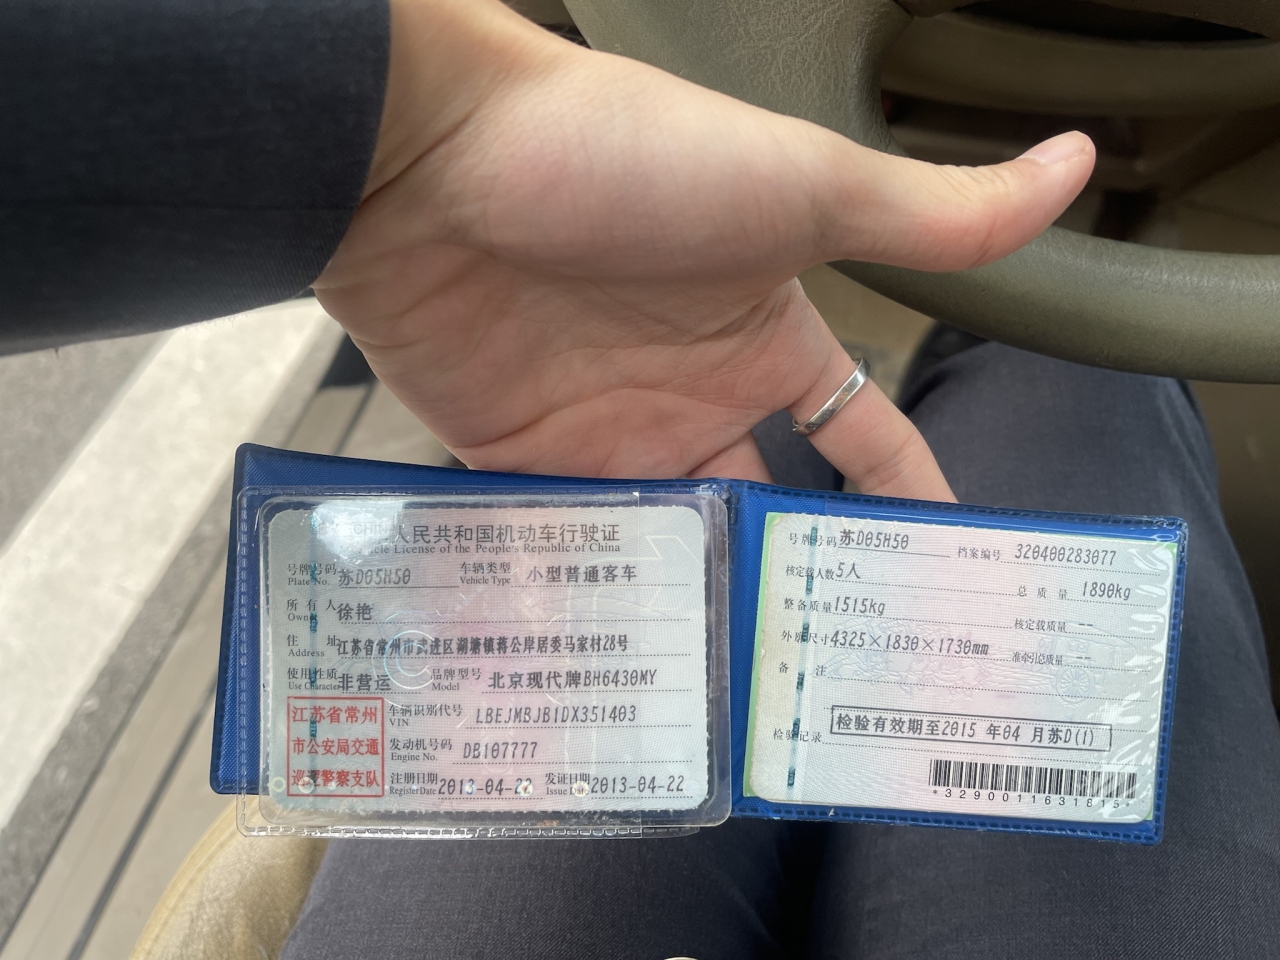 人民共和国机动车行驶证
icle License of the People's Republic of China
号牌号码 苏D05H50 车辆类型 小型普通客车
Plate No. Vehicle Type
所有人 徐艳
Owner
住址 江苏省常州市武进区湖塘镇蒋公岸居委马家村28号
Address
使用性质 非营运 品牌型号 北京现代牌BH6430MY
Use Character Model
江苏省常州
市公安局交通
巡逻警察支队
车辆识别代号 LBEJMBJB1DX351403
VIN
发动机号码 DB107777
Engine No.
注册日期 2013-04-22 发证日期 2013-04-22
Register Date Issue Date
号牌号码 苏D05H50 档案编号 320400283077
核定载人数 5人 总质量 1890kg
整备质量 1515kg 核定载质量 --
外廓尺寸 4325×1830×1730mm 准牵引总质量 --
备注
检验记录 检验有效期至2015 年04 月苏D(1)
*3290011631815*